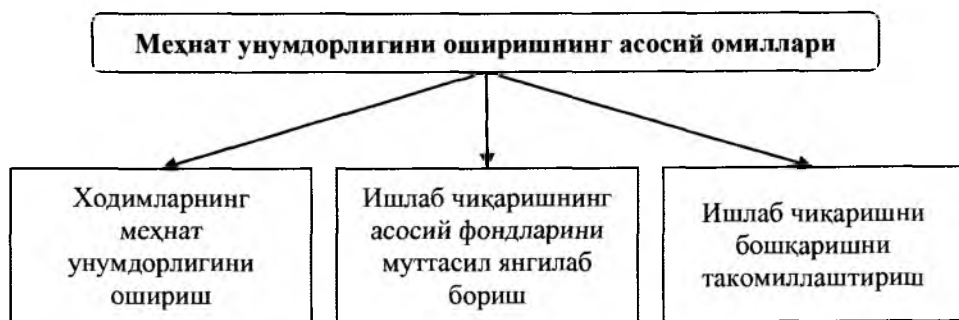 Меҳнат унумдорлигини оширишнинг асосий омиллари
Ходимларнинг
меҳнат
унумдорлигини
ошириш
Ишлаб чиқаришнинг
асосий фондларини
муттасил янгилаб
бориш
Ишлаб чиқаришни
бошқаришни
такомиллаштириш